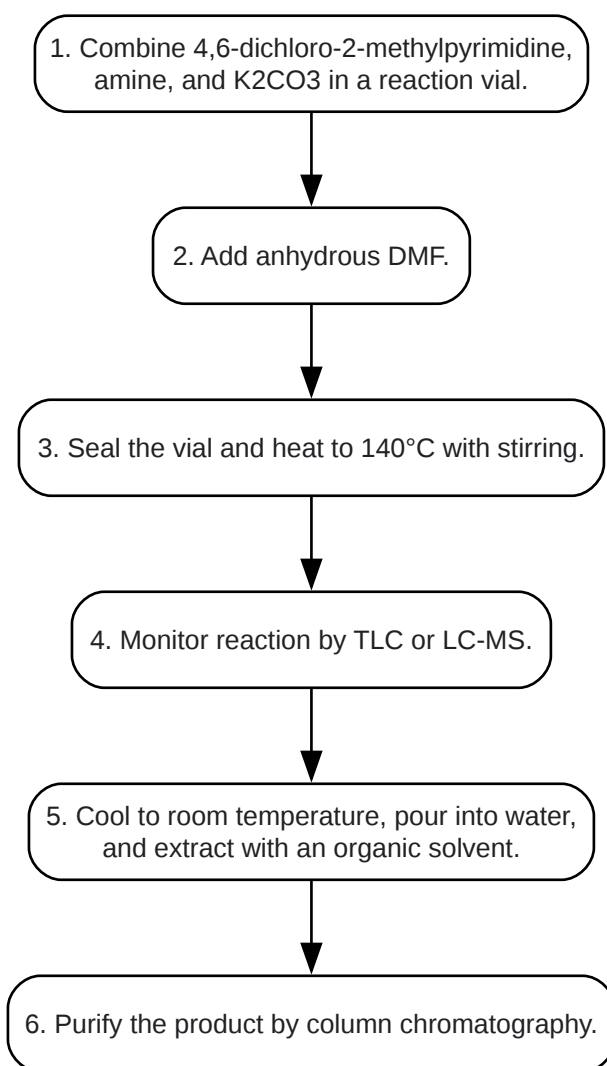 1. Combine 4,6-dichloro-2-methylpyrimidine,
amine, and K2CO3 in a reaction vial.
2. Add anhydrous DMF.
3. Seal the vial and heat to 140°C with stirring.
4. Monitor reaction by TLC or LC-MS.
5. Cool to room temperature, pour into water,
and extract with an organic solvent.
6. Purify the product by column chromatography.